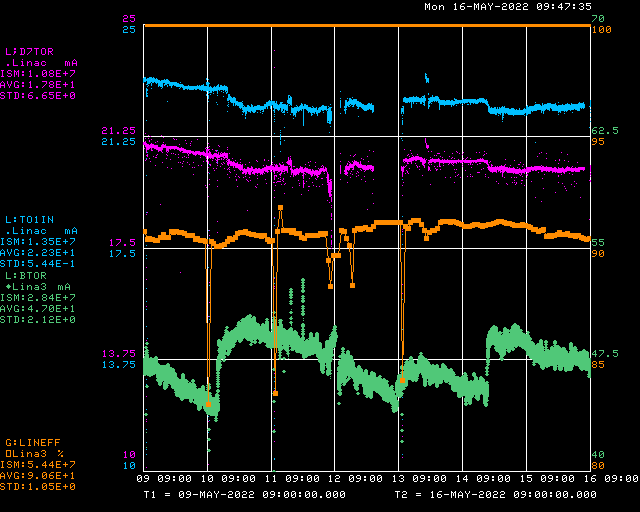 Mon 16-MAY-2022 09:47:35
25 70
25 100
L:D7TOR
.Linac mA
ISM:1.08E+7
AVG:1.78E+1
STD:6.65E+0
21.25 62.5
21.25 95
L:TO1IN
.Linac mA
ISM:1.35E+7
AVG:2.23E+1
STD:5.44E-1
17.5 55
17.5 90
L:BTOR
◆Lina3 mA
ISM:2.84E+7
AVG:4.70E+1
STD:2.12E+0
13.75 47.5
13.75 85
G:LINEFF
□Lina3 %
ISM:5.44E+7
AVG:9.06E+1
STD:1.05E+0
10 40
10 80
09 09:00 10 09:00 11 09:00 12 09:00 13 09:00 14 09:00 15 09:00 16 09:00
T1 = 09-MAY-2022 09:00:00.000 T2 = 16-MAY-2022 09:00:00.000